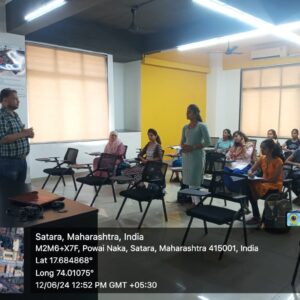 Satara, Maharashtra, India
M2M6+X7F, Powai Naka, Satara, Maharashtra 415001, India
Lat 17.684868°
Long 74.01075°
12/06/24 12:52 PM GMT +05:30